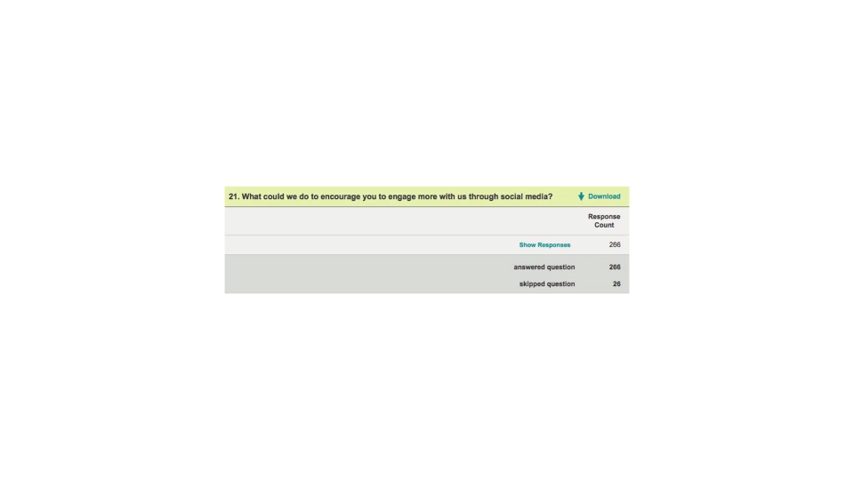 21. What could we do to encourage you to engage more with us through social media? Download
Response
Count
Show Responses 266
answered question 266
skipped question 26